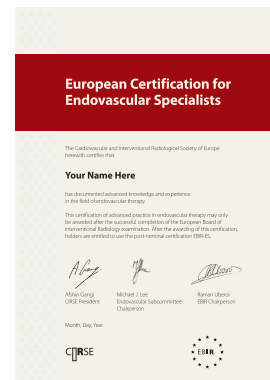 European Certification for
Endovascular Specialists
The Cardiovascular and Interventional Radiological Society of Europe
herewith certifies that
Your Name Here
has documented advanced knowledge and experience
in the field of endovascular therapy.
This certification of advanced practice in endovascular therapy may only
be awarded after the successful completion of the European Board of
Interventional Radiology examination. After the awarding of this certification,
holders are entitled to use the post-nominal certification EBIR-ES.
Afshin Gangi
CIRSE President
Michael J. Lee
Endovascular Subcommittee
Chairperson
Raman Uberoi
EBIR Chairperson
Month, Day, Year
CIRSE
EBIR